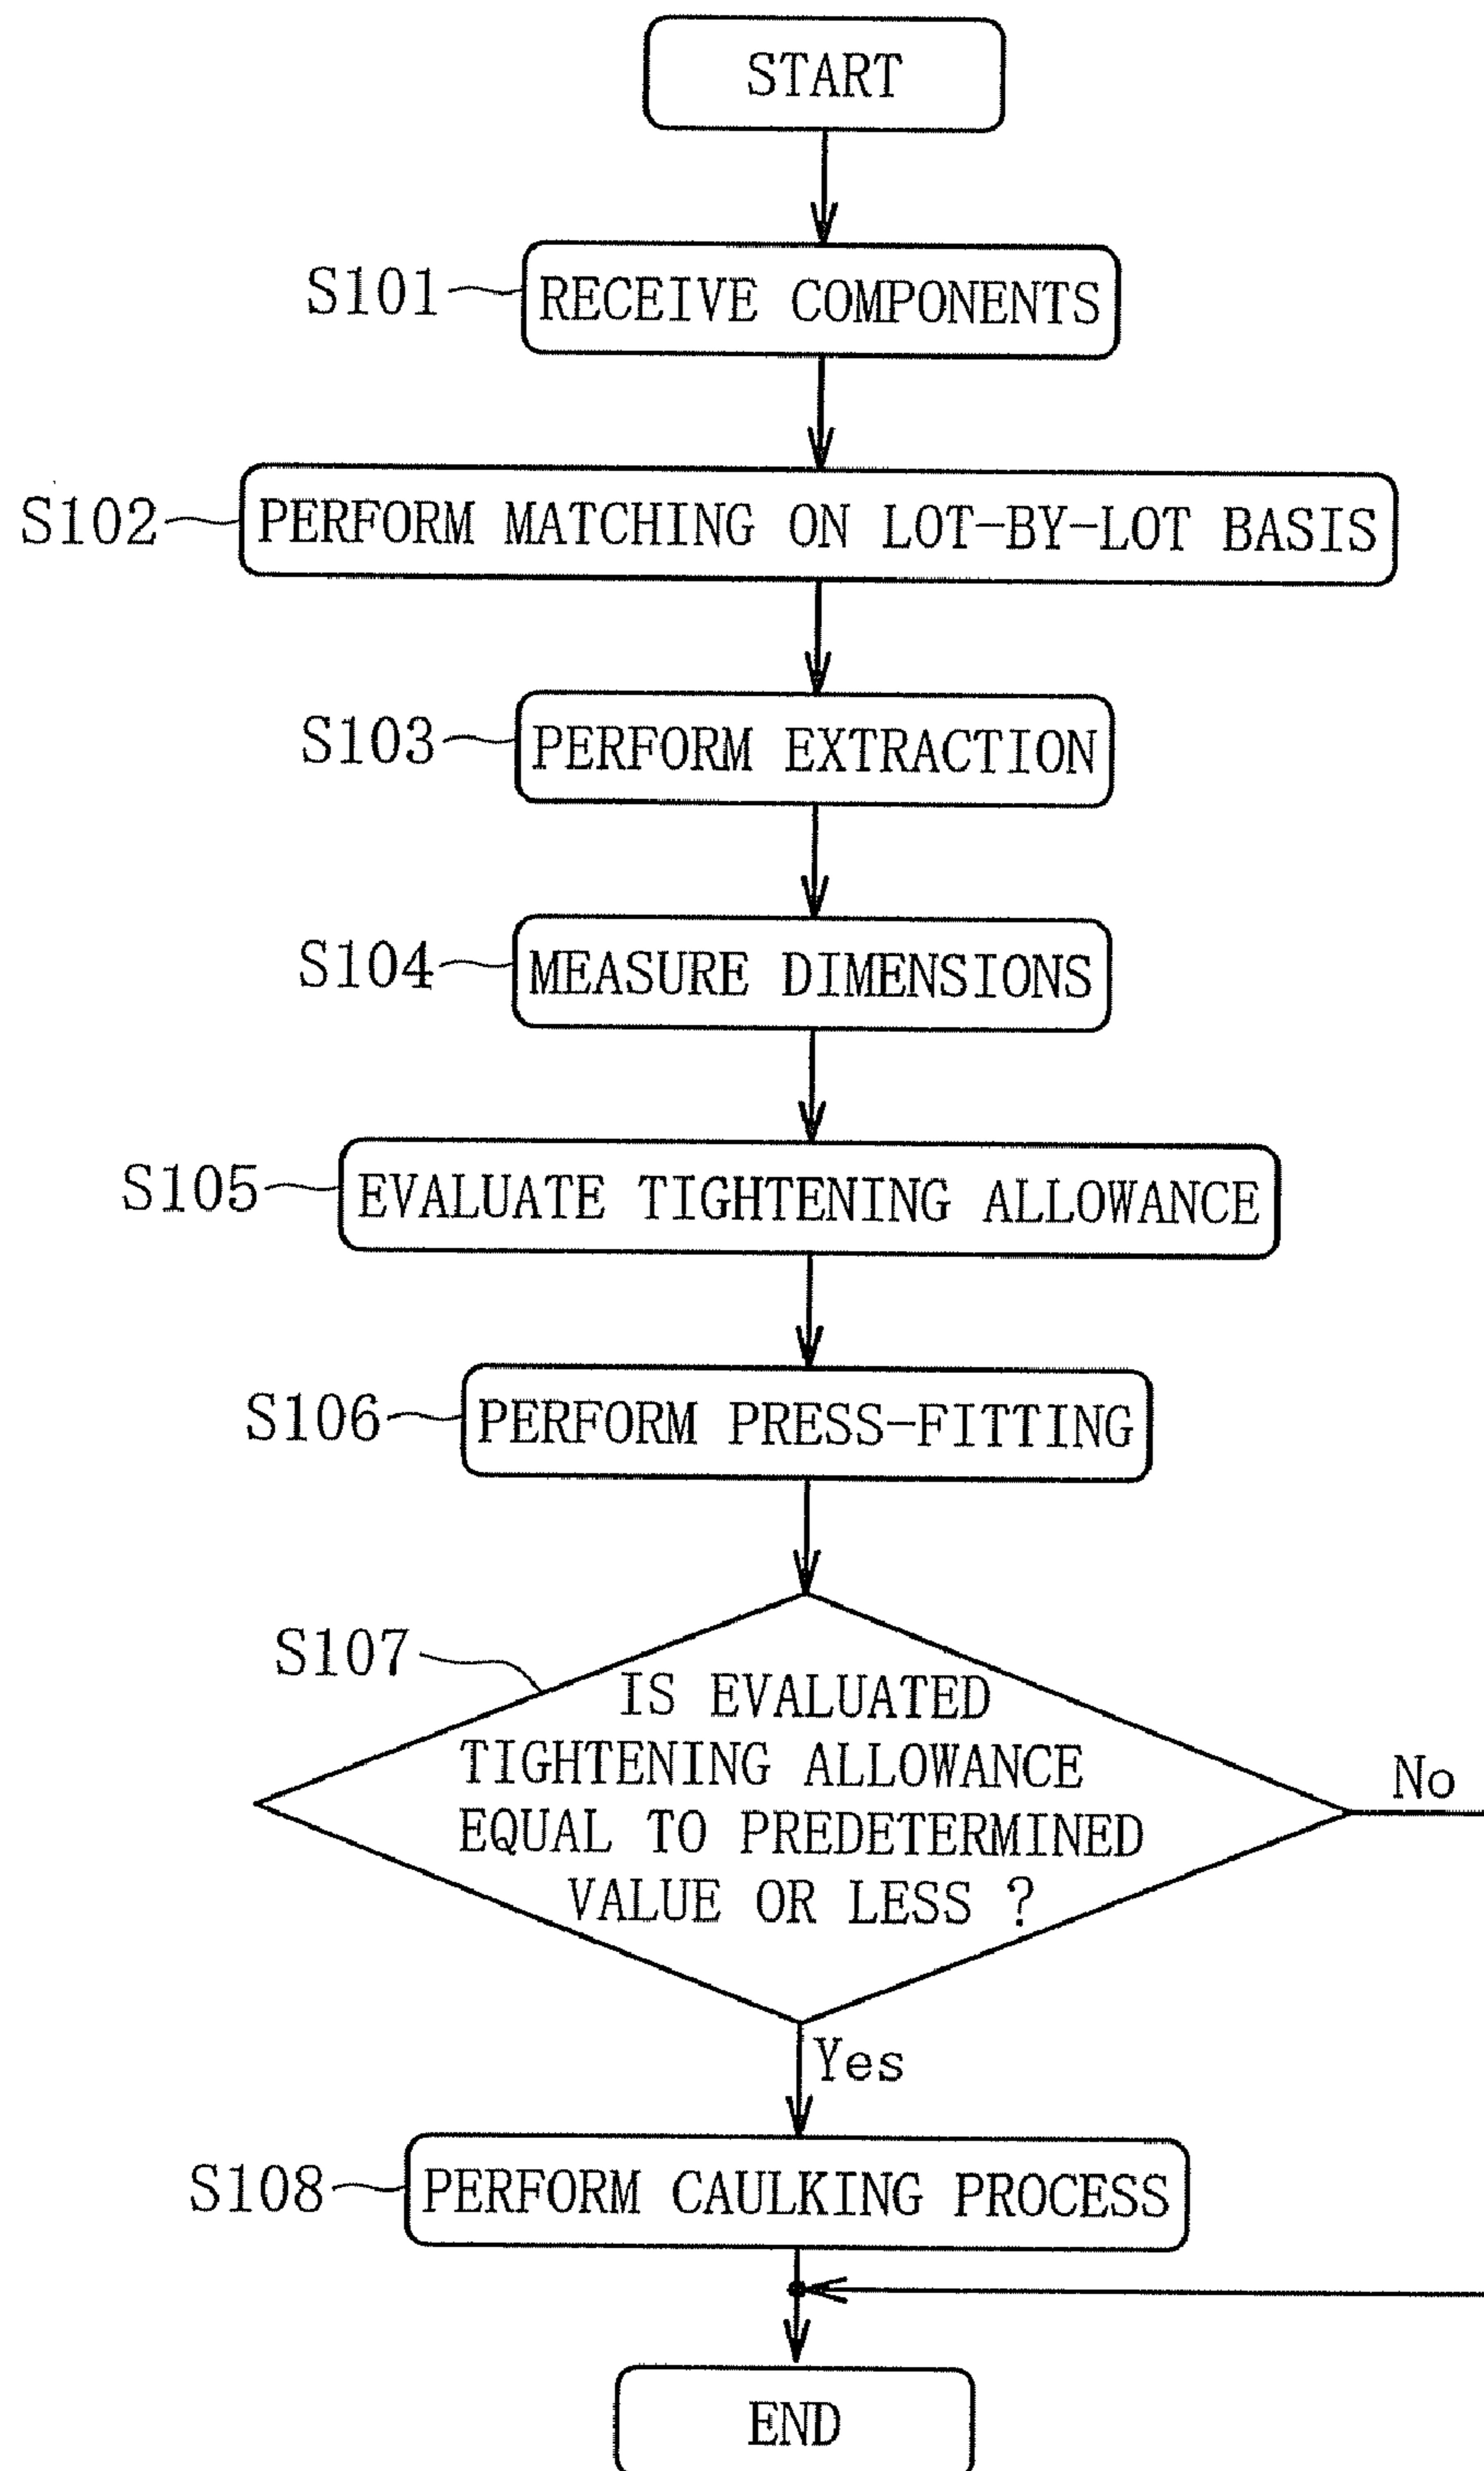 START
S101
RECEIVE COMPONENTS
S102
PERFORM MATCHING ON LOT-BY-LOT BASIS
S103
PERFORM EXTRACTION
S104
MEASURE DIMENSIONS
S105
EVALUATE TIGHTENING ALLOWANCE
S106
PERFORM PRESS-FITTING
S107
IS EVALUATED
TIGHTENING ALLOWANCE
EQUAL TO PREDETERMINED
VALUE OR LESS ?
No
Yes
S108
PERFORM CAULKING PROCESS
END